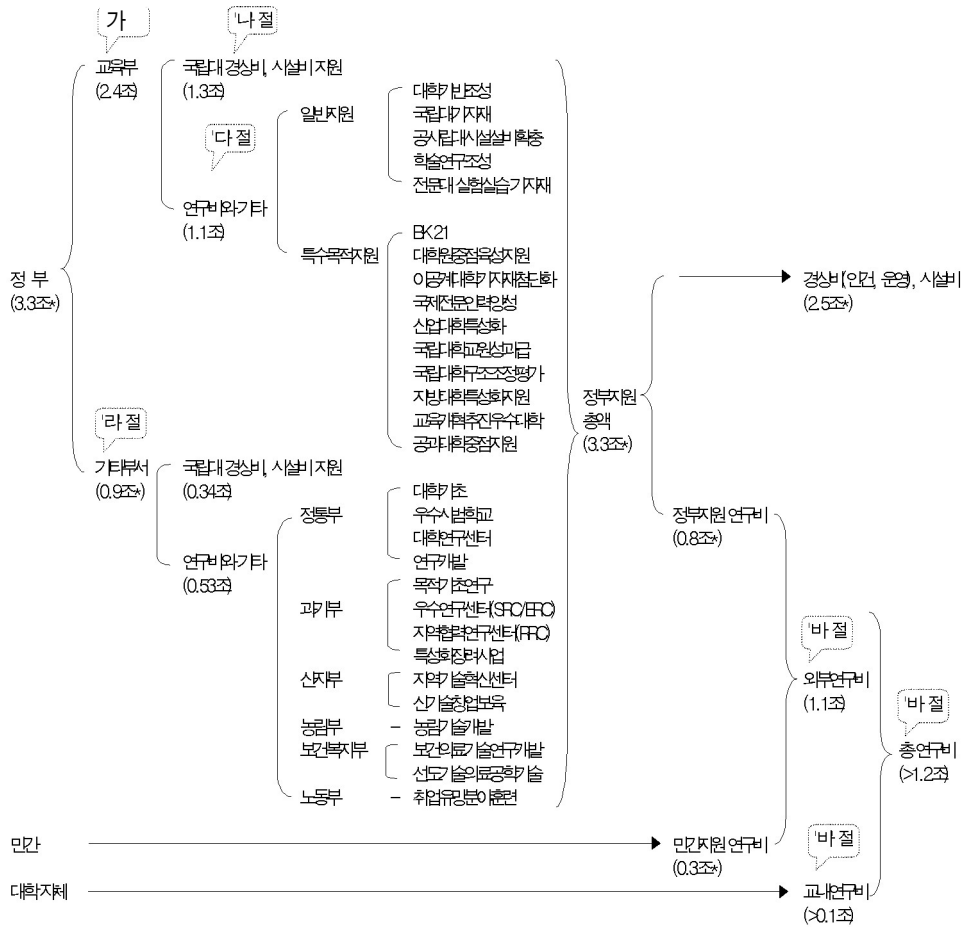 가
'나 절
교육부
(2.4조)
국립대 경상비, 시설비 지원
(1.3조)
'다 절
일반지원
대학기반조성
국립대기자재
공사립대시설설비확충
학술연구조성
전문대 실험실습기자재
연구비와기타
(1.1조)
특수목적지원
BK21
대학원중점육성지원
이공계대학기자재첨단화
국제전문인력양성
산업대학특성화
국립대학교원성과급
국립대학구조조정평가
지방대학특성화지원
교육개혁추진우수대학
공과대학중점지원
정 부
(3.3조*)
정부지원
총액
(3.3조*)
경상비(인건, 운영), 시설비
(2.5조*)
'라 절
기타부서
(0.9조*)
국립대 경상비, 시설비 지원
(0.34조)
연구비와기타
(0.53조)
정통부
대학기초
우수시범학교
대학연구센터
연구개발
과기부
목적기초연구
우수연구센터(SRC/ERC)
지역협력연구센터(RRC)
특성화장려사업
산자부
지역기술혁신센터
신기술창업보육
농림부
– 농림기술개발
보건복지부
보건의료기술연구개발
선도기술의료공학기술
노동부
– 취업유망분야훈련
정부지원 연구비
(0.8조*)
'바 절
외부연구비
(1.1조)
'바 절
총연구비
(>1.2조)
민간
민간지원 연구비
(0.3조*)
'바 절
대학자체
교내연구비
(>0.1조)